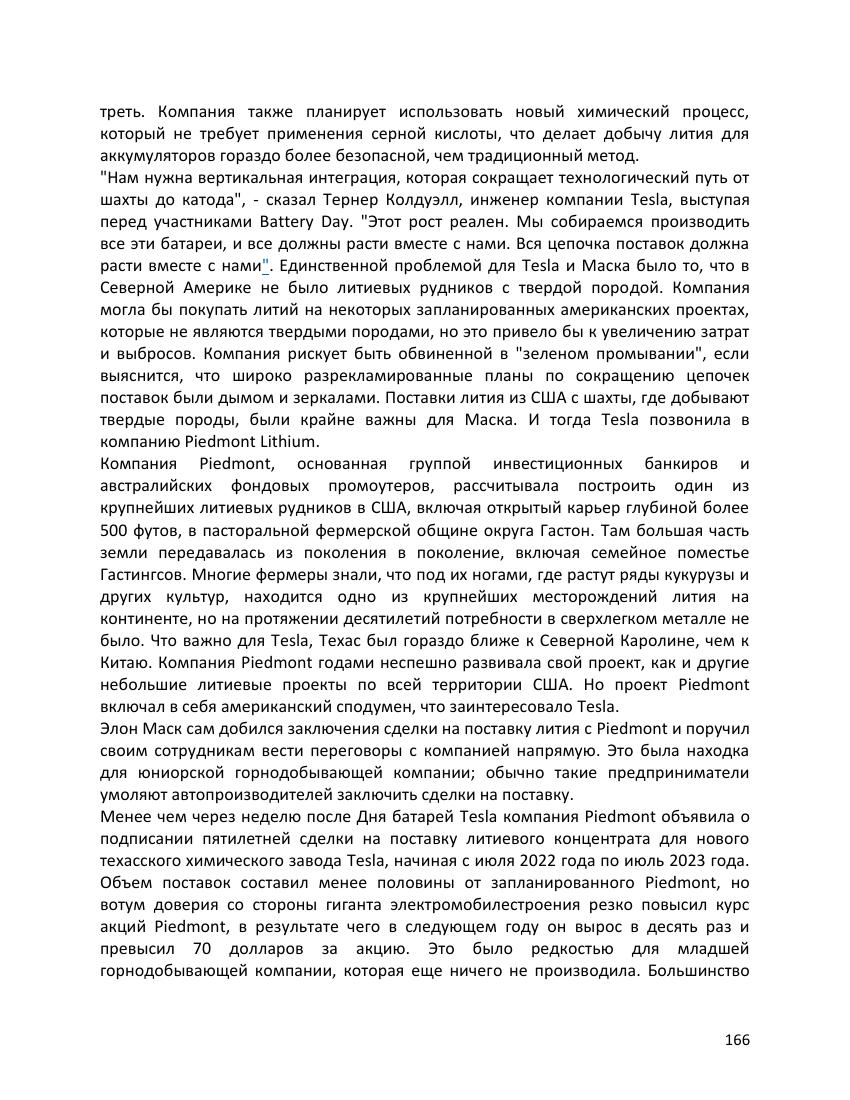 треть. Компания также планирует использовать новый химический процесс,
который не требует применения серной кислоты, что делает добычу лития для
аккумуляторов гораздо более безопасной, чем традиционный метод.
"Нам нужна вертикальная интеграция, которая сокращает технологический путь от
шахты до катода", - сказал Тернер Колдуэлл, инженер компании Tesla, выступая
перед участниками Battery Day. "Этот рост реален. Мы собираемся производить
все эти батареи, и все должны расти вместе с нами. Вся цепочка поставок должна
расти вместе с нами". Единственной проблемой для Tesla и Маска было то, что в
Северной Америке не было литиевых рудников с твердой породой. Компания
могла бы покупать литий на некоторых запланированных американских проектах,
которые не являются твердыми породами, но это привело бы к увеличению затрат
и выбросов. Компания рискует быть обвиненной в "зеленом промывании", если
выяснится, что широко разрекламированные планы по сокращению цепочек
поставок были дымом и зеркалами. Поставки лития из США с шахты, где добывают
твердые породы, были крайне важны для Маска. И тогда Tesla позвонила в
компанию Piedmont Lithium.
Компания Piedmont, основанная группой инвестиционных банкиров и
австралийских фондовых промоутеров, рассчитывала построить один из
крупнейших литиевых рудников в США, включая открытый карьер глубиной более
500 футов, в пасторальной фермерской общине округа Гастон. Там большая часть
земли передавалась из поколения в поколение, включая семейное поместье
Гастингсов. Многие фермеры знали, что под их ногами, где растут ряды кукурузы и
других культур, находится одно из крупнейших месторождений лития на
континенте, но на протяжении десятилетий потребности в сверхлегком металле не
было. Что важно для Tesla, Техас был гораздо ближе к Северной Каролине, чем к
Китаю. Компания Piedmont годами неспешно развивала свой проект, как и другие
небольшие литиевые проекты по всей территории США. Но проект Piedmont
включал в себя американский сподумен, что заинтересовало Tesla.
Элон Маск сам добился заключения сделки на поставку лития с Piedmont и поручил
своим сотрудникам вести переговоры с компанией напрямую. Это была находка
для юниорской горнодобывающей компании; обычно такие предприниматели
умоляют автопроизводителей заключить сделки на поставку.
Менее чем через неделю после Дня батарей Tesla компания Piedmont объявила о
подписании пятилетней сделки на поставку литиевого концентрата для нового
техасского химического завода Tesla, начиная с июля 2022 года по июль 2023 года.
Объем поставок составил менее половины от запланированного Piedmont, но
вотум доверия со стороны гиганта электромобилестроения резко повысил курс
акций Piedmont, в результате чего в следующем году он вырос в десять раз и
превысил 70 долларов за акцию. Это было редкостью для младшей
горнодобывающей компании, которая еще ничего не производила. Большинство
166